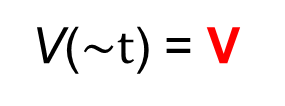 V(~t) = V